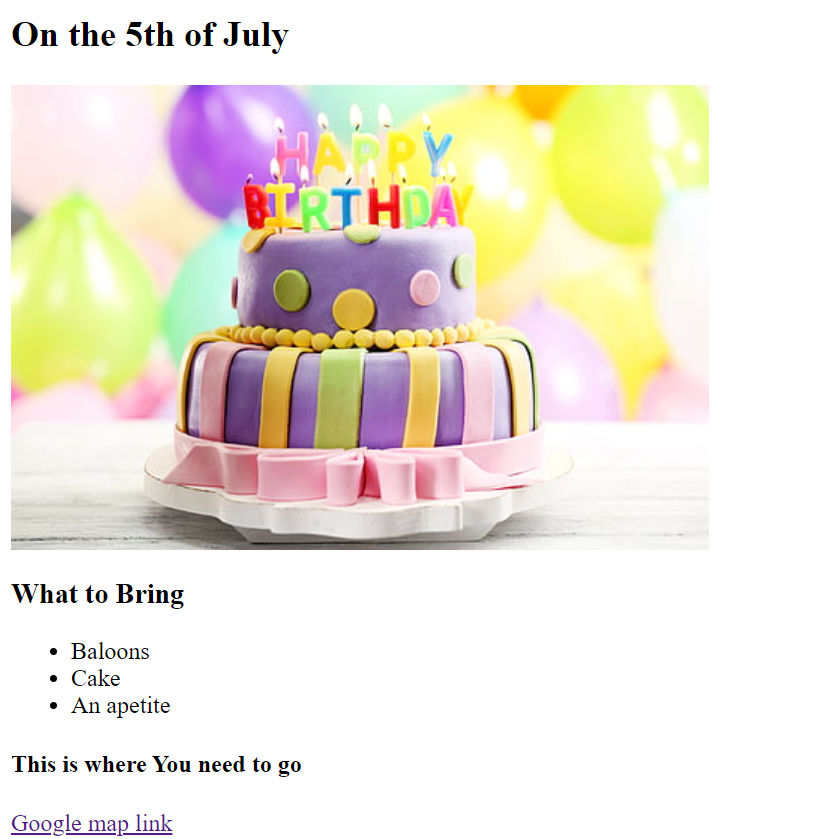 On the 5th of July
HAPPY
BIRTHDAY
What to Bring
Baloons
Cake
An apetite
This is where You need to go
Google map link